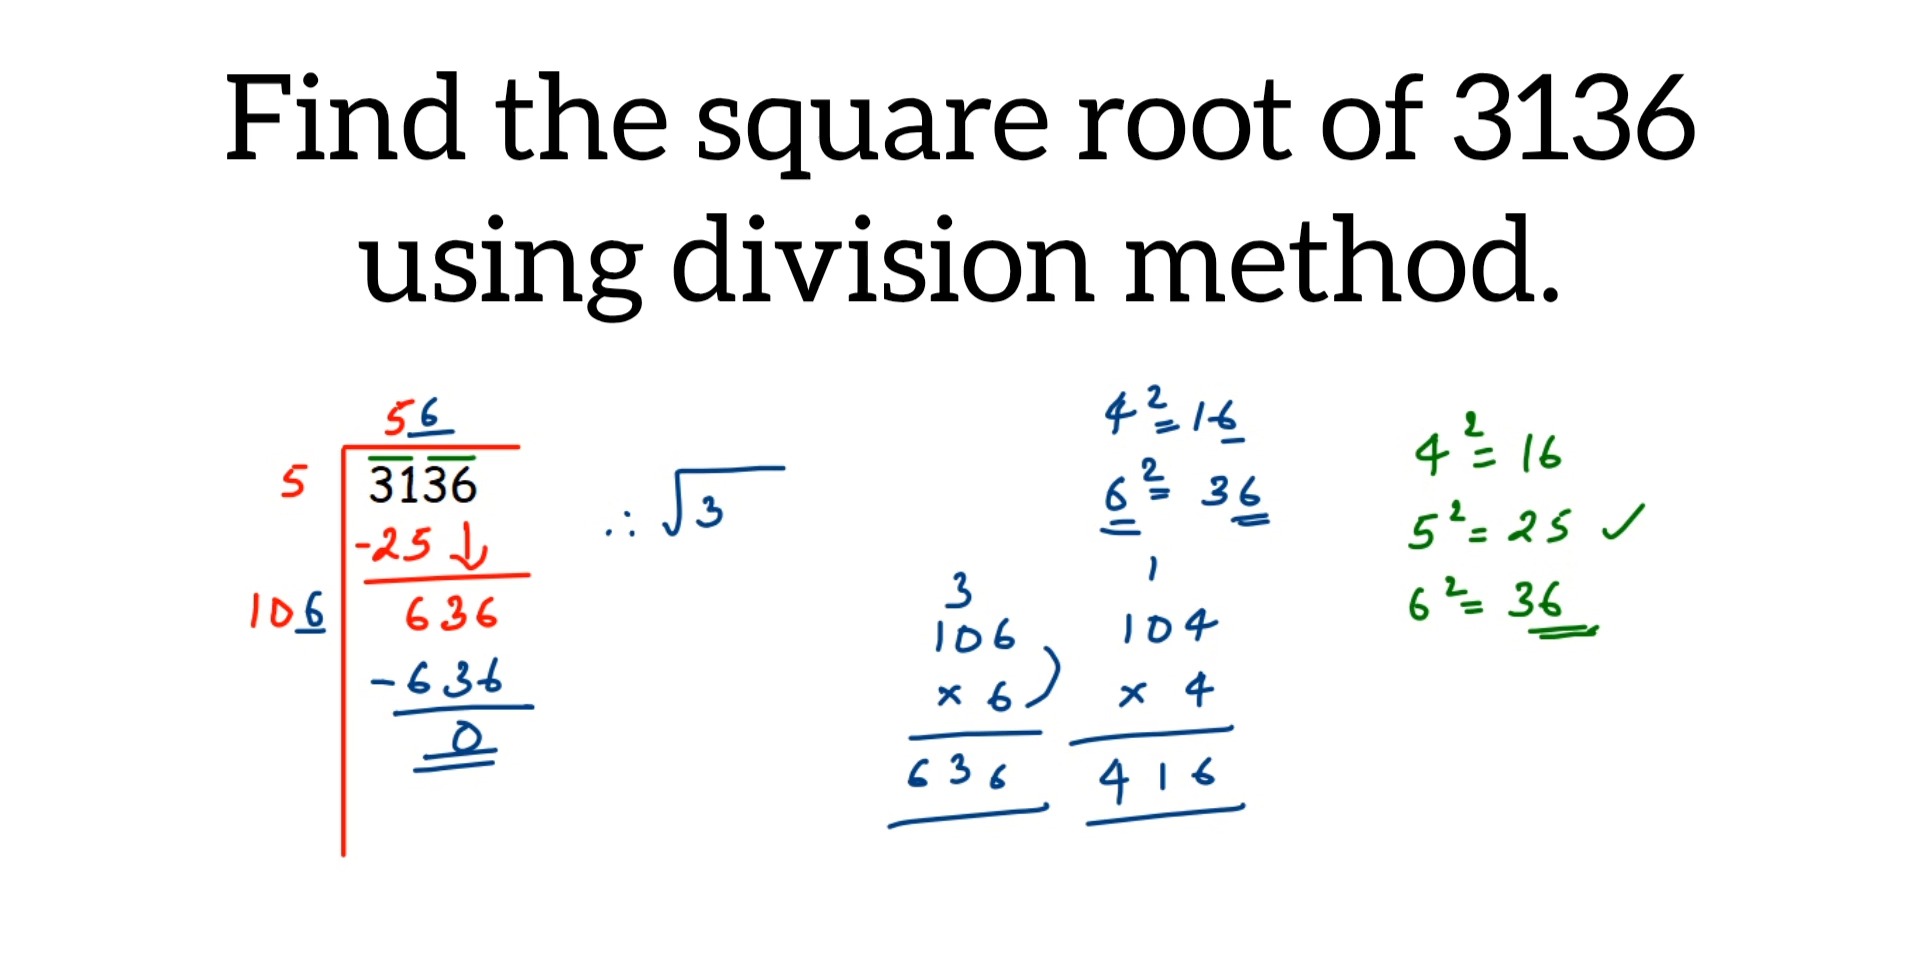 Find the square root of 3136
using division method.
56
5
3136
-25 ↓
106
636
-636
0
∴ √3
3
106
× 6 )
636
4² = 16
6² = 36
1
104
× 4
416
4² = 16
5² = 25 ✓
6² = 36